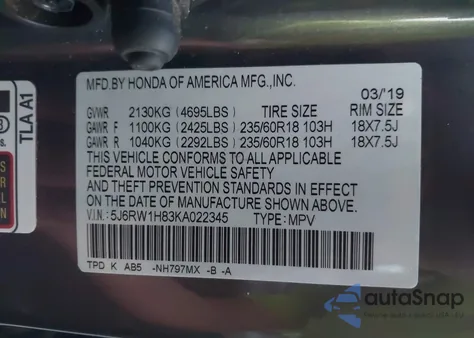 MFD.BY HONDA OF AMERICA MFG.,INC.
03/'19
GVWR 2130KG (4695LBS) TIRE SIZE RIM SIZE
GAWR F 1100KG (2425LBS) 235/60R18 103H 18X7.5J
GAWR R 1040KG (2292LBS) 235/60R18 103H 18X7.5J
THIS VEHICLE CONFORMS TO ALL APPLICABLE
FEDERAL MOTOR VEHICLE SAFETY, BUMPER,
AND THEFT PREVENTION STANDARDS IN EFFECT
ON THE DATE OF MANUFACTURE SHOWN ABOVE.
V.I.N.: 5J6RW1H83KA022345 TYPE: MPV
TPD K AB5 -NH797MX -B -A
TLA A1
autoSnap